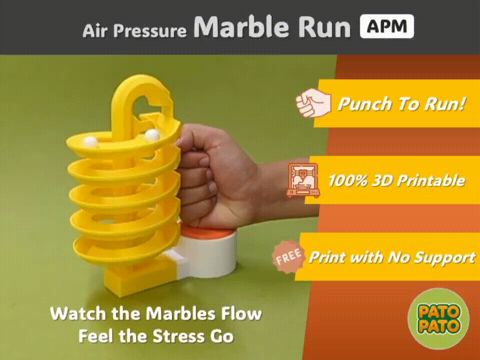 Air Pressure Marble Run APM
Punch To Run!
100% 3D Printable
FREE
Print with No Support
Watch the Marbles Flow
Feel the Stress Go
PATO
PATO